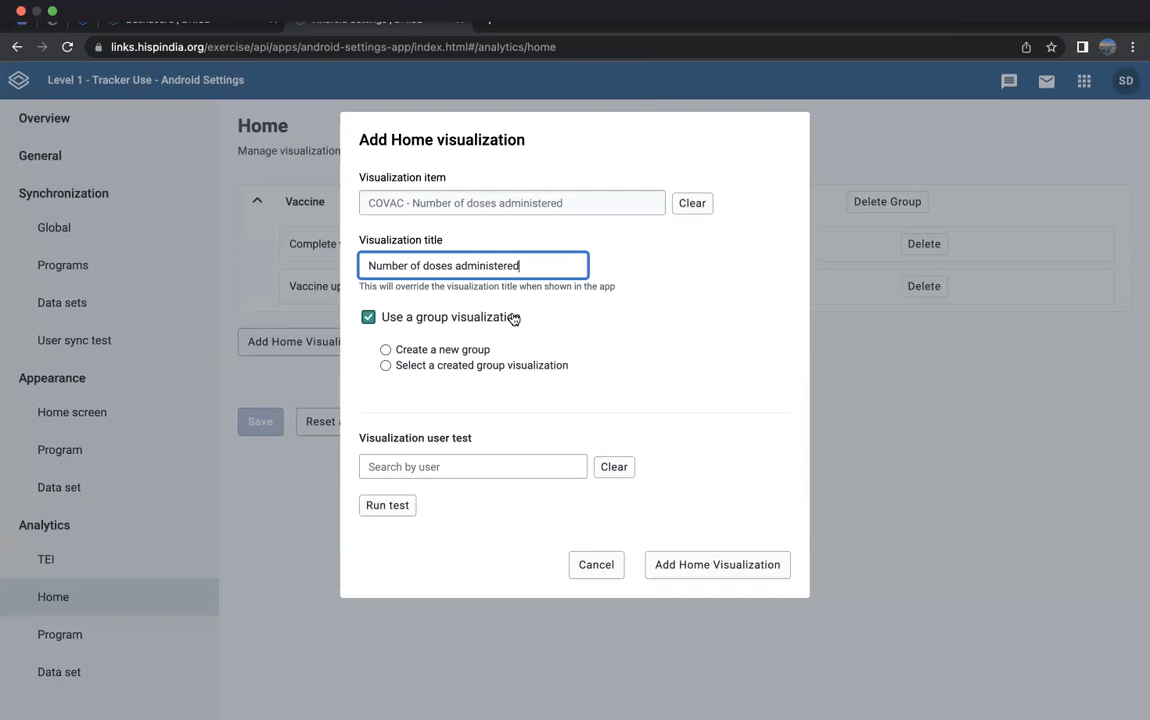 links.hispindia.org/exercise/api/apps/android-settings-app/index.html#/analytics/home
Level 1 - Tracker Use - Android Settings
SD
Overview
General
Synchronization
Global
Programs
Data sets
User sync test
Appearance
Home screen
Program
Data set
Analytics
TEI
Home
Program
Data set
Home
Manage visualization
Vaccine
Delete Group
Complete
Delete
Vaccine up
Delete
Add Home Visuali
Save
Reset a
Add Home visualization
Visualization item
COVAC - Number of doses administered
Clear
Visualization title
Number of doses administered
This will override the visualization title when shown in the app
Use a group visualization
Create a new group
Select a created group visualization
Visualization user test
Search by user
Clear
Run test
Cancel
Add Home Visualization